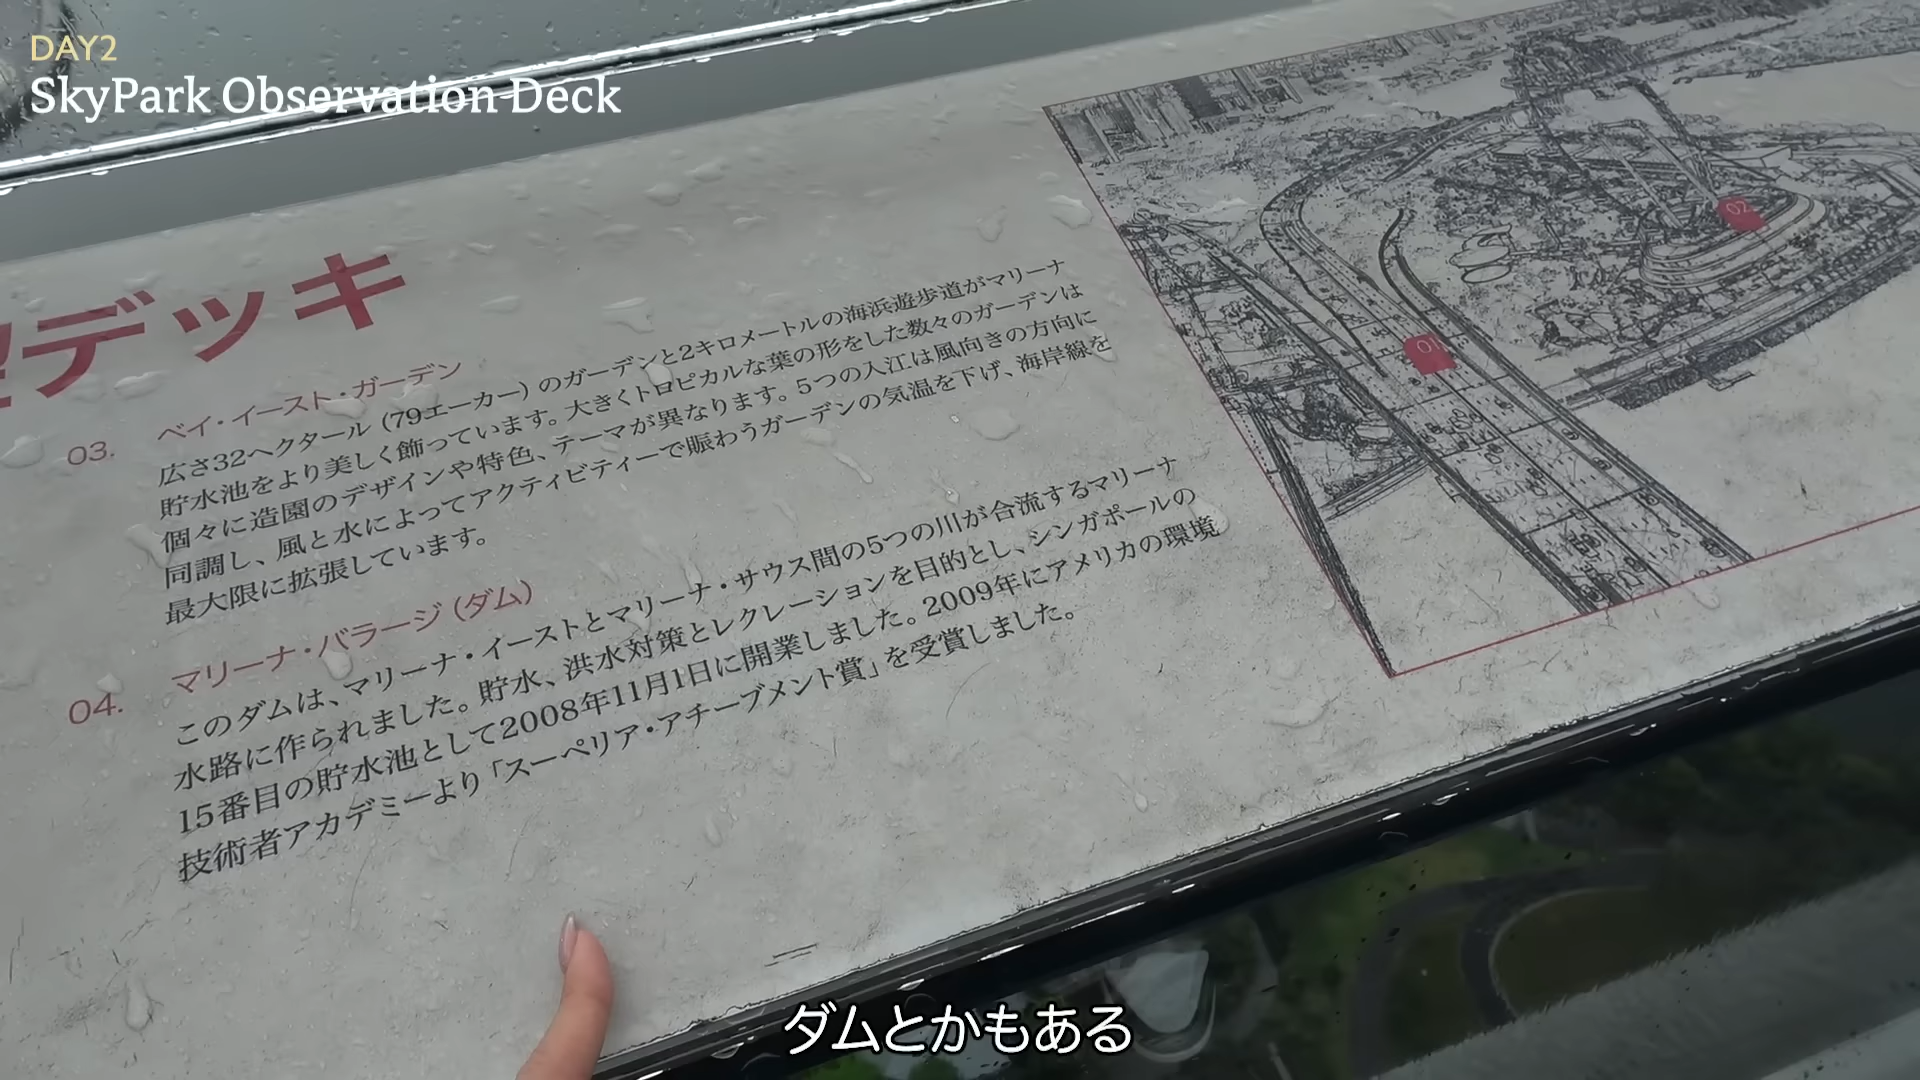 DAY2
SkyPark Observation Deck
デッキ
03.
ベイ・イースト・ガーデン
広さ32ヘクタール (79エーカー) のガーデンと2キロメートルの海浜遊歩道がマリーナ
貯水池をより美しく飾っています。大きくトロピカルな葉の形をした数々のガーデンは
個々に造園のデザインや特色、テーマが異なります。5つの入江は風向きの方向に
同調し、風と水によってアクティビティーで賑わうガーデンの気温を下げ、海岸線を
最大限に拡張しています。
04.
マリーナ・バラージ (ダム)
このダムは、マリーナ・イーストとマリーナ・サウス間の5つの川が合流するマリーナ
水路に作られました。貯水、洪水対策とレクレーションを目的とし、シンガポールの
15番目の貯水池として2008年11月1日に開業しました。2009年にアメリカの環境
技術者アカデミーより「スーペリア・アチーブメント賞」を受賞しました。
01
02
ダムとかもある